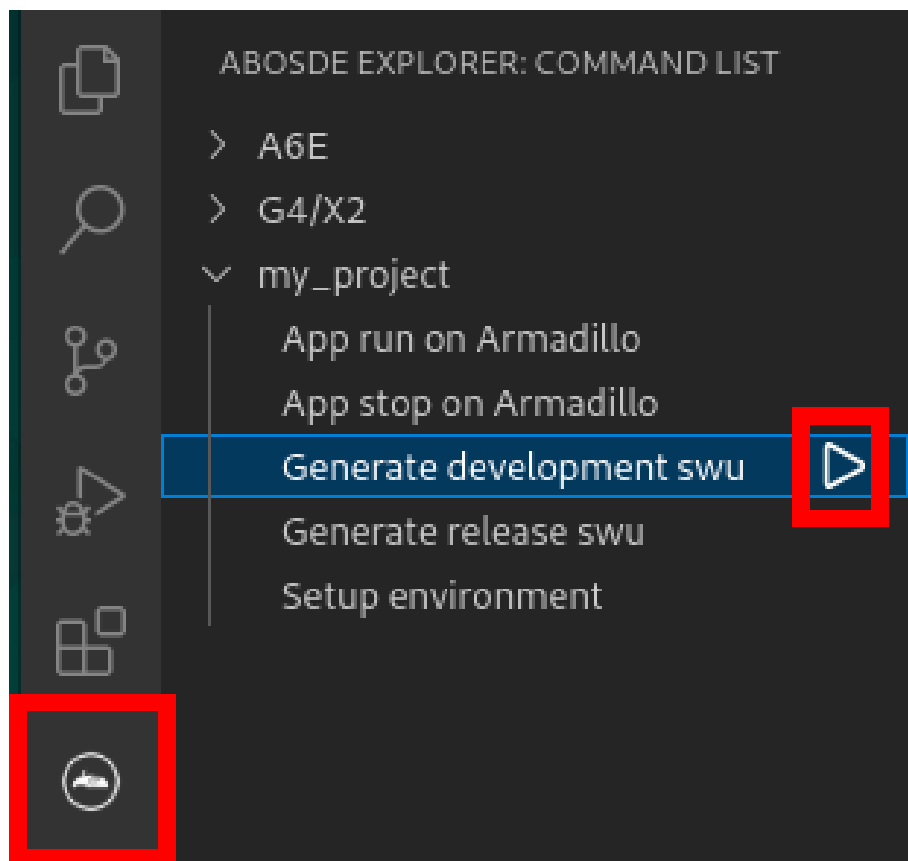 ABOSDE EXPLORER: COMMAND LIST
A6E
G4/X2
my_project
App run on Armadillo
App stop on Armadillo
Generate development swu
Generate release swu
Setup environment